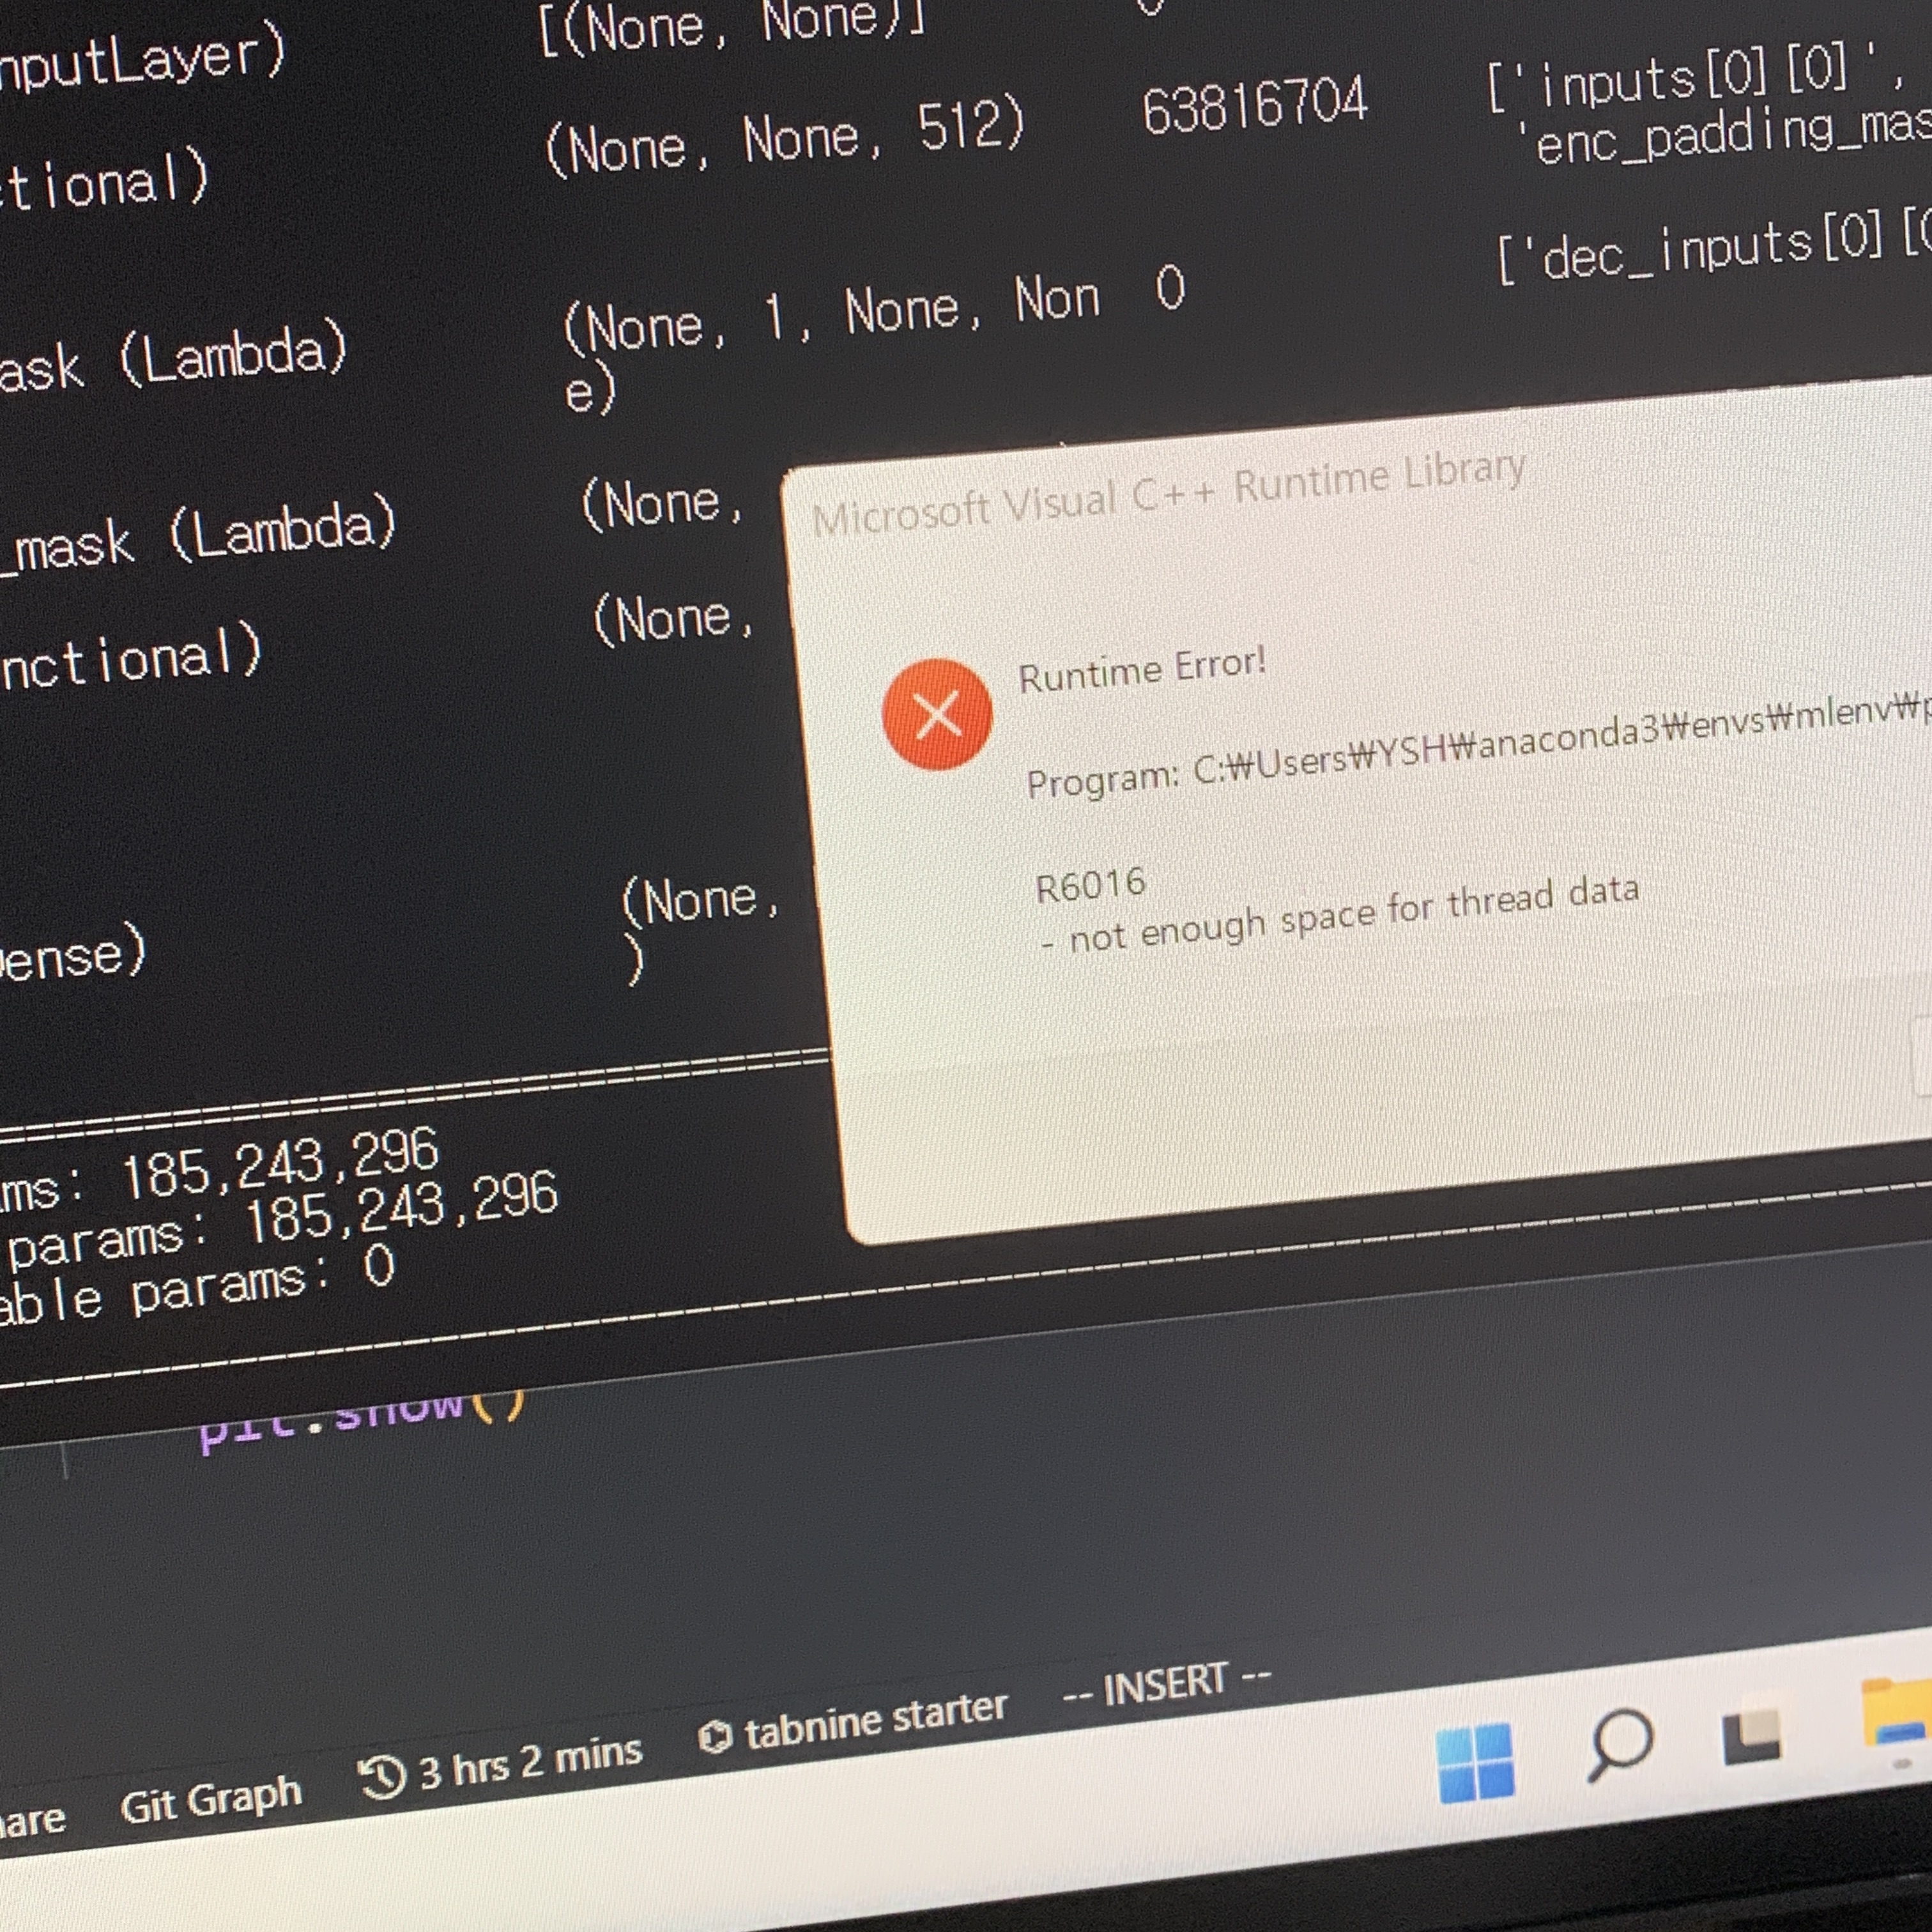 nputLayer) [(None, None)] 0
ctional) (None, None, 512) 63816704 ['inputs[0][0]',
'enc_padding_mas
ask (Lambda) (None, 1, None, Non 0 ['dec_inputs[0][0
e)
_mask (Lambda) (None,
nctional) (None,
ense) (None,
)
Microsoft Visual C++ Runtime Library
Runtime Error!
Program: C:₩Users₩YSH₩anaconda3₩envs₩mlenv₩p
R6016
- not enough space for thread data
ms: 185,243,296
params: 185,243,296
able params: 0
plt.show()
are Git Graph 3 hrs 2 mins tabnine starter -- INSERT --